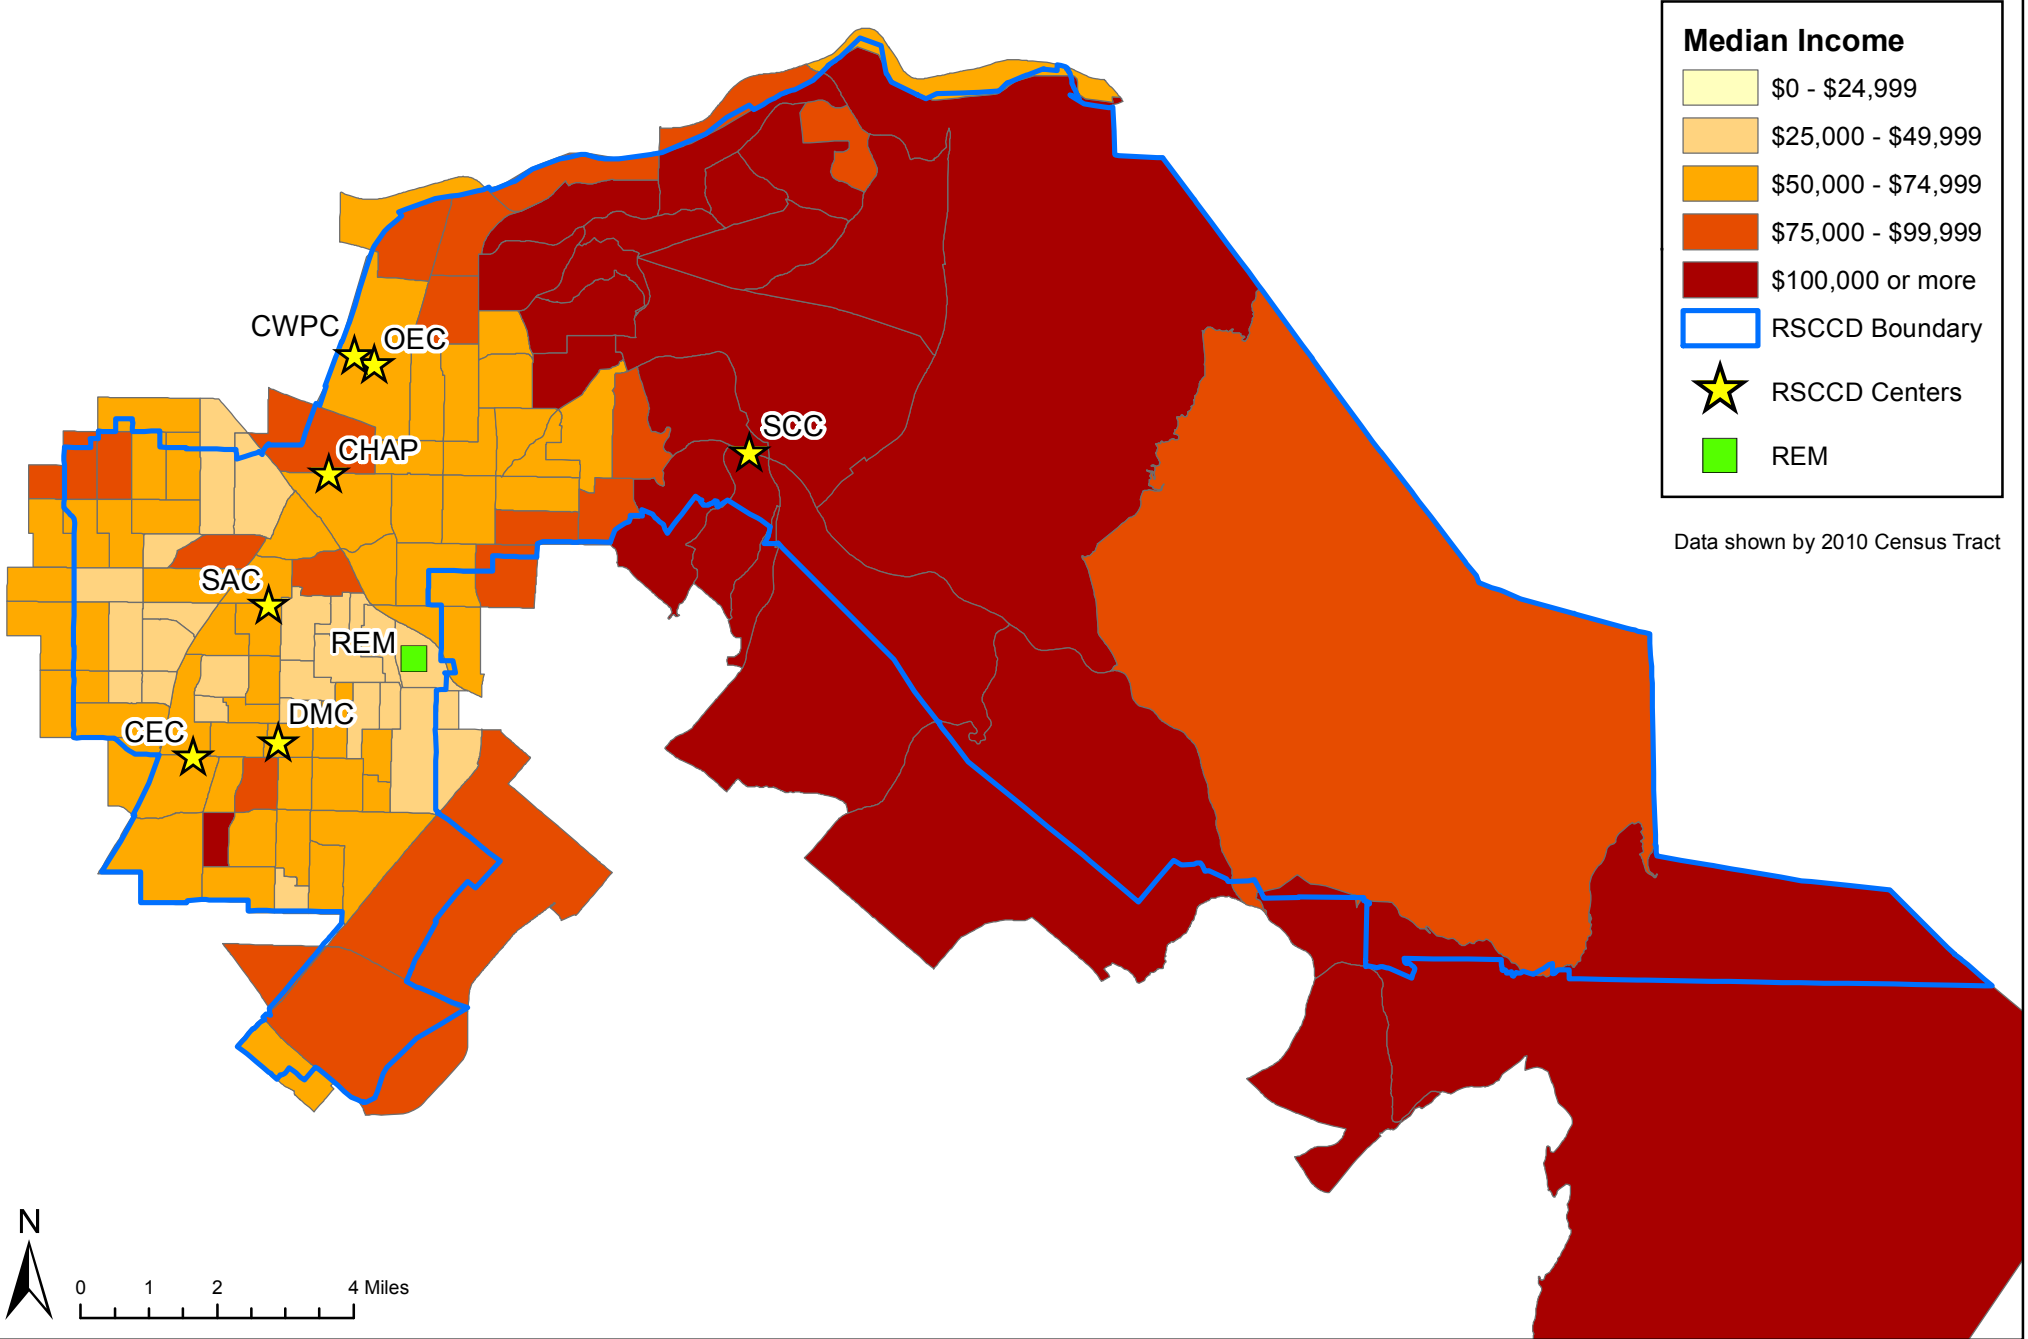 Median Income
$0 - $24,999
$25,000 - $49,999
$50,000 - $74,999
$75,000 - $99,999
$100,000 or more
RSCCD Boundary
RSCCD Centers
REM
Data shown by 2010 Census Tract
CWPC
OEC
SCC
CHAP
SAC
REM
DMC
CEC
N
0 1 2 4 Miles